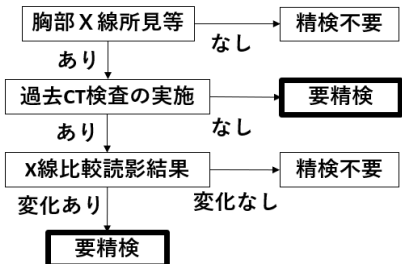 胸部X線所見等
精検不要
なし
あり
過去CT検査の実施
要精検
なし
あり
X線比較読影結果
精検不要
変化あり
変化なし
要精検